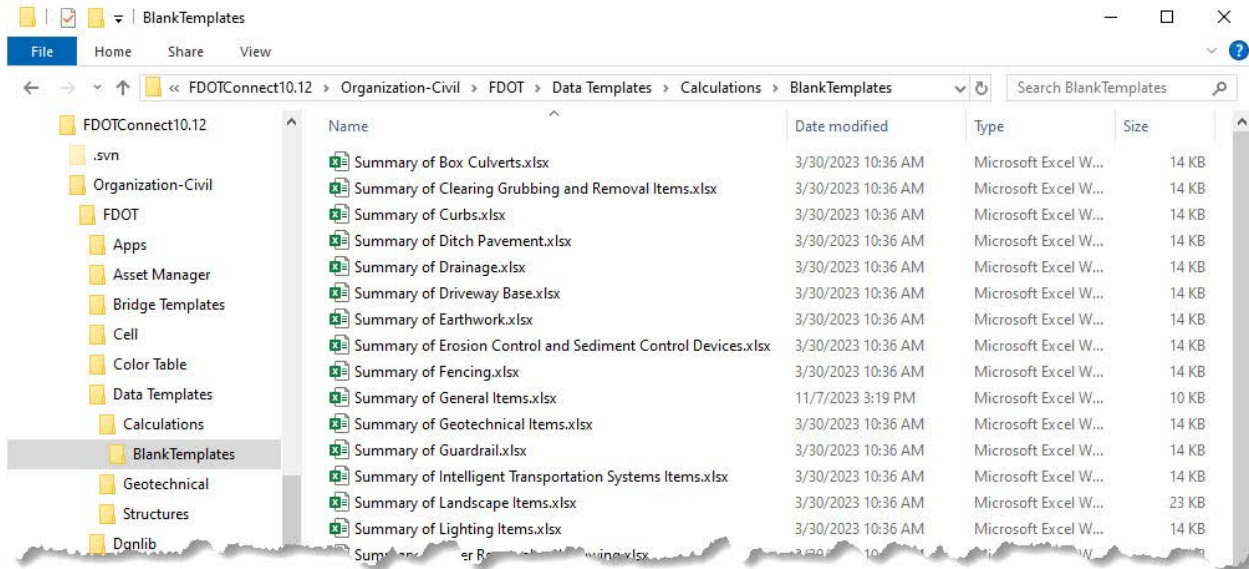 BlankTemplates
File Home Share View
« FDOTConnect10.12 > Organization-Civil > FDOT > Data Templates > Calculations > BlankTemplates Search BlankTemplates
FDOTConnect10.12
.svn
Organization-Civil
FDOT
Apps
Asset Manager
Bridge Templates
Cell
Color Table
Data Templates
Calculations
BlankTemplates
Geotechnical
Structures
Dgnlib
Name Date modified Type Size
Summary of Box Culverts.xlsx 3/30/2023 10:36 AM Microsoft Excel W... 14 KB
Summary of Clearing Grubbing and Removal Items.xlsx 3/30/2023 10:36 AM Microsoft Excel W... 14 KB
Summary of Curbs.xlsx 3/30/2023 10:36 AM Microsoft Excel W... 14 KB
Summary of Ditch Pavement.xlsx 3/30/2023 10:36 AM Microsoft Excel W... 14 KB
Summary of Drainage.xlsx 3/30/2023 10:36 AM Microsoft Excel W... 14 KB
Summary of Driveway Base.xlsx 3/30/2023 10:36 AM Microsoft Excel W... 14 KB
Summary of Earthwork.xlsx 3/30/2023 10:36 AM Microsoft Excel W... 14 KB
Summary of Erosion Control and Sediment Control Devices.xlsx 3/30/2023 10:36 AM Microsoft Excel W... 14 KB
Summary of Fencing.xlsx 3/30/2023 10:36 AM Microsoft Excel W... 14 KB
Summary of General Items.xlsx 11/7/2023 3:19 PM Microsoft Excel W... 10 KB
Summary of Geotechnical Items.xlsx 3/30/2023 10:36 AM Microsoft Excel W... 14 KB
Summary of Guardrail.xlsx 3/30/2023 10:36 AM Microsoft Excel W... 14 KB
Summary of Intelligent Transportation Systems Items.xlsx 3/30/2023 10:36 AM Microsoft Excel W... 14 KB
Summary of Landscape Items.xlsx 3/30/2023 10:36 AM Microsoft Excel W... 23 KB
Summary of Lighting Items.xlsx 3/30/2023 10:36 AM Microsoft Excel W... 14 KB